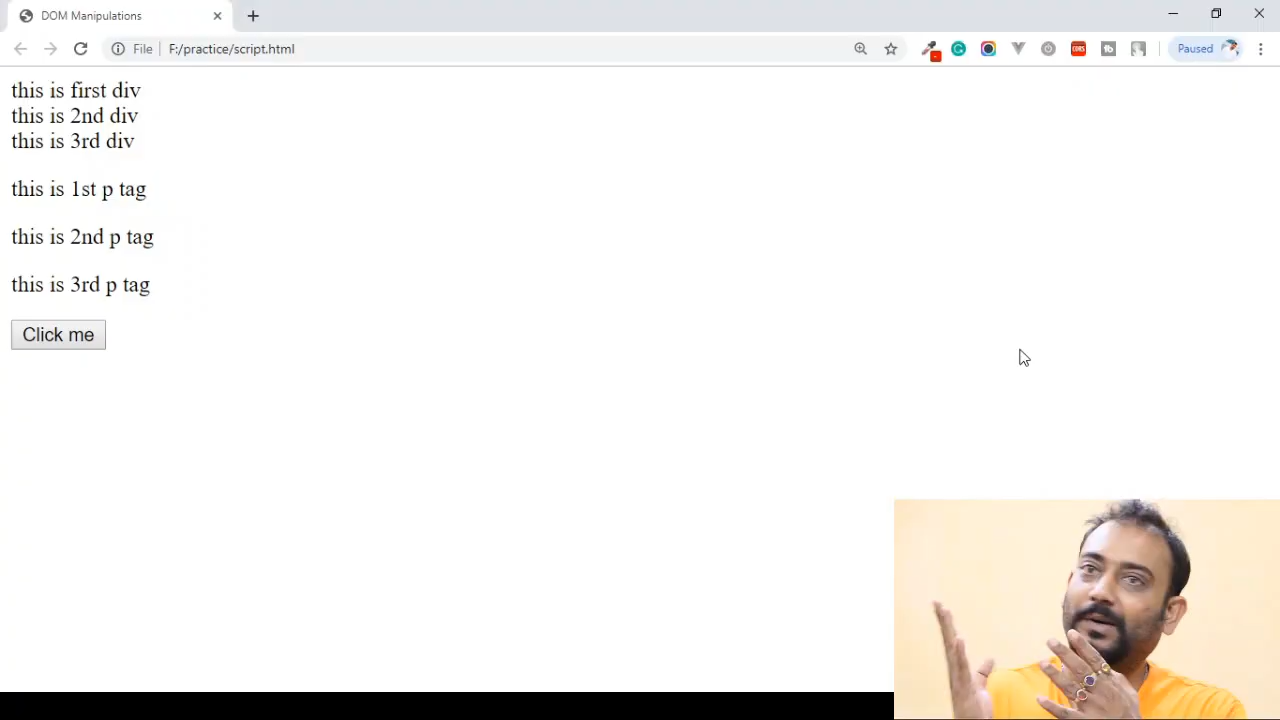 DOM Manipulations
File
F:/practice/script.html
CORS
Paused
this is first div
this is 2nd div
this is 3rd div
this is 1st p tag
this is 2nd p tag
this is 3rd p tag
Click me